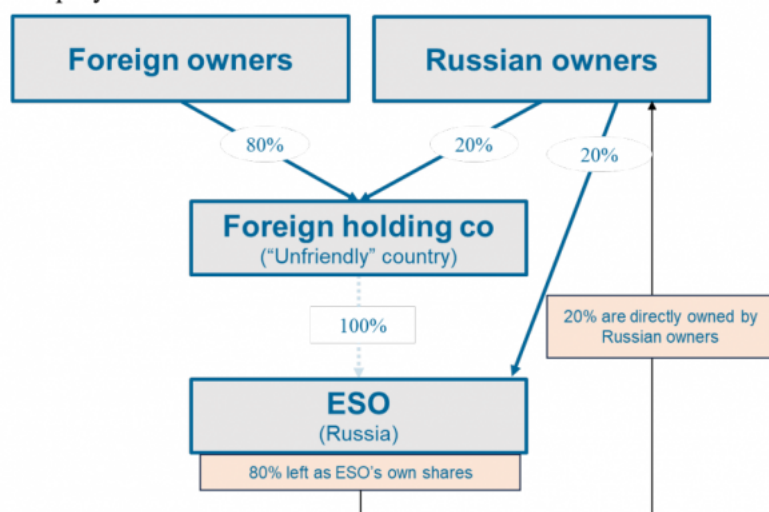 Foreign owners
Russian owners
80%
20%
20%
Foreign holding co
(“Unfriendly” country)
100%
20% are directly owned by
Russian owners
ESO
(Russia)
80% left as ESO’s own shares